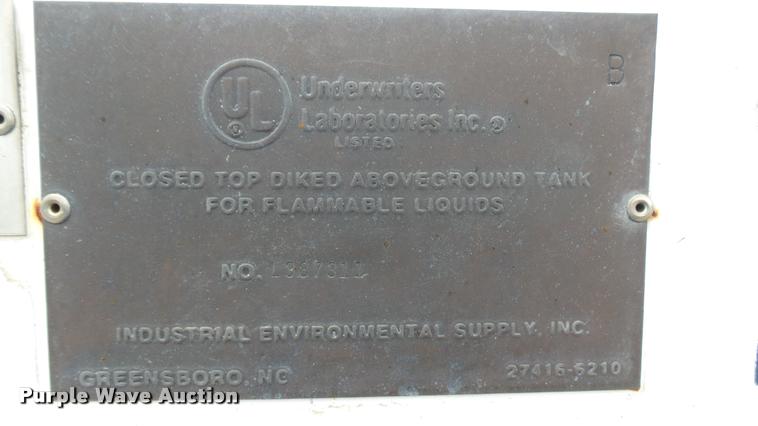 B
UL
Underwriters
Laboratories Inc.®
LISTED
CLOSED TOP DIKED ABOVEGROUND TANK
FOR FLAMMABLE LIQUIDS
NO.
INDUSTRIAL ENVIRONMENTAL SUPPLY, INC.
GREENSBORO, NC 27416-6210
Purple Wave Auction